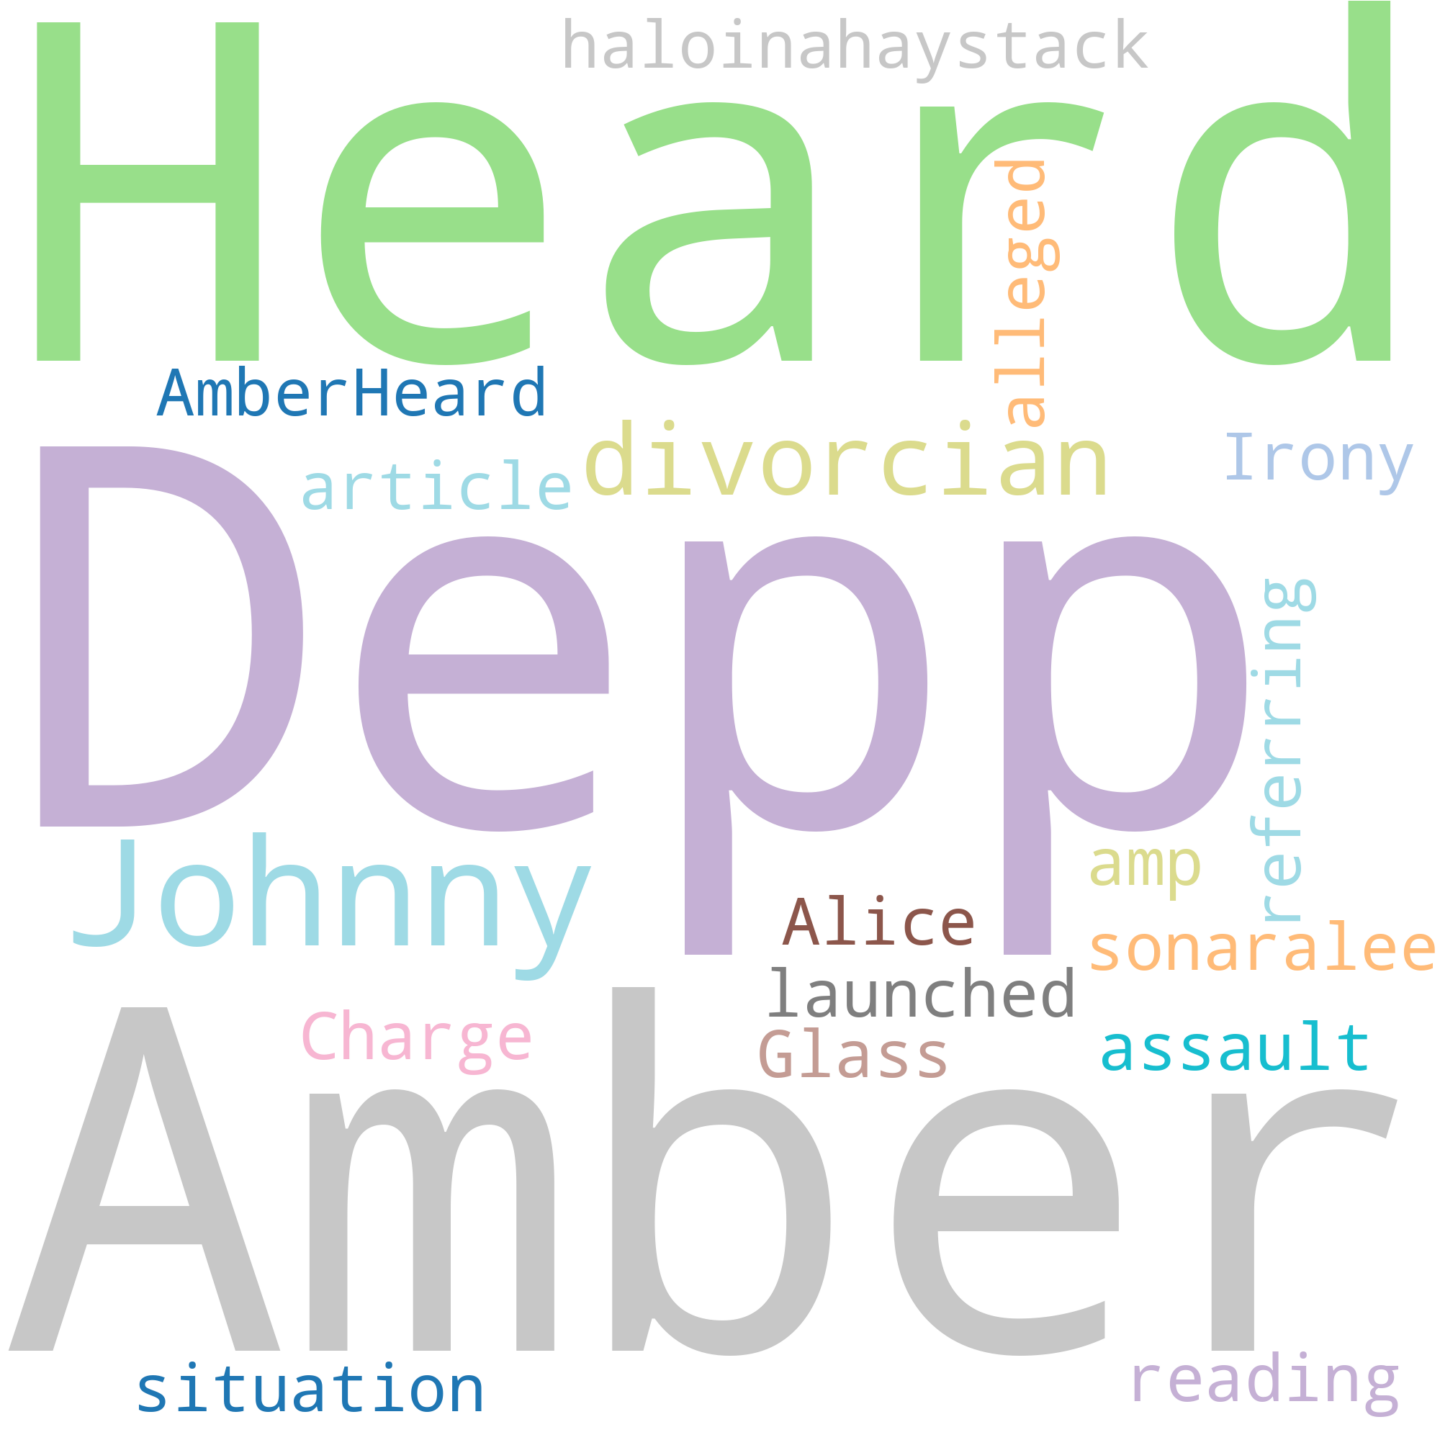 haloinahaystack
Heard
alleged
AmberHeard
divorcian
Irony
article
Depp
referring
Johnny
amp
Alice
sonaralee
launched
Charge
Glass
assault
Amber
situation
reading